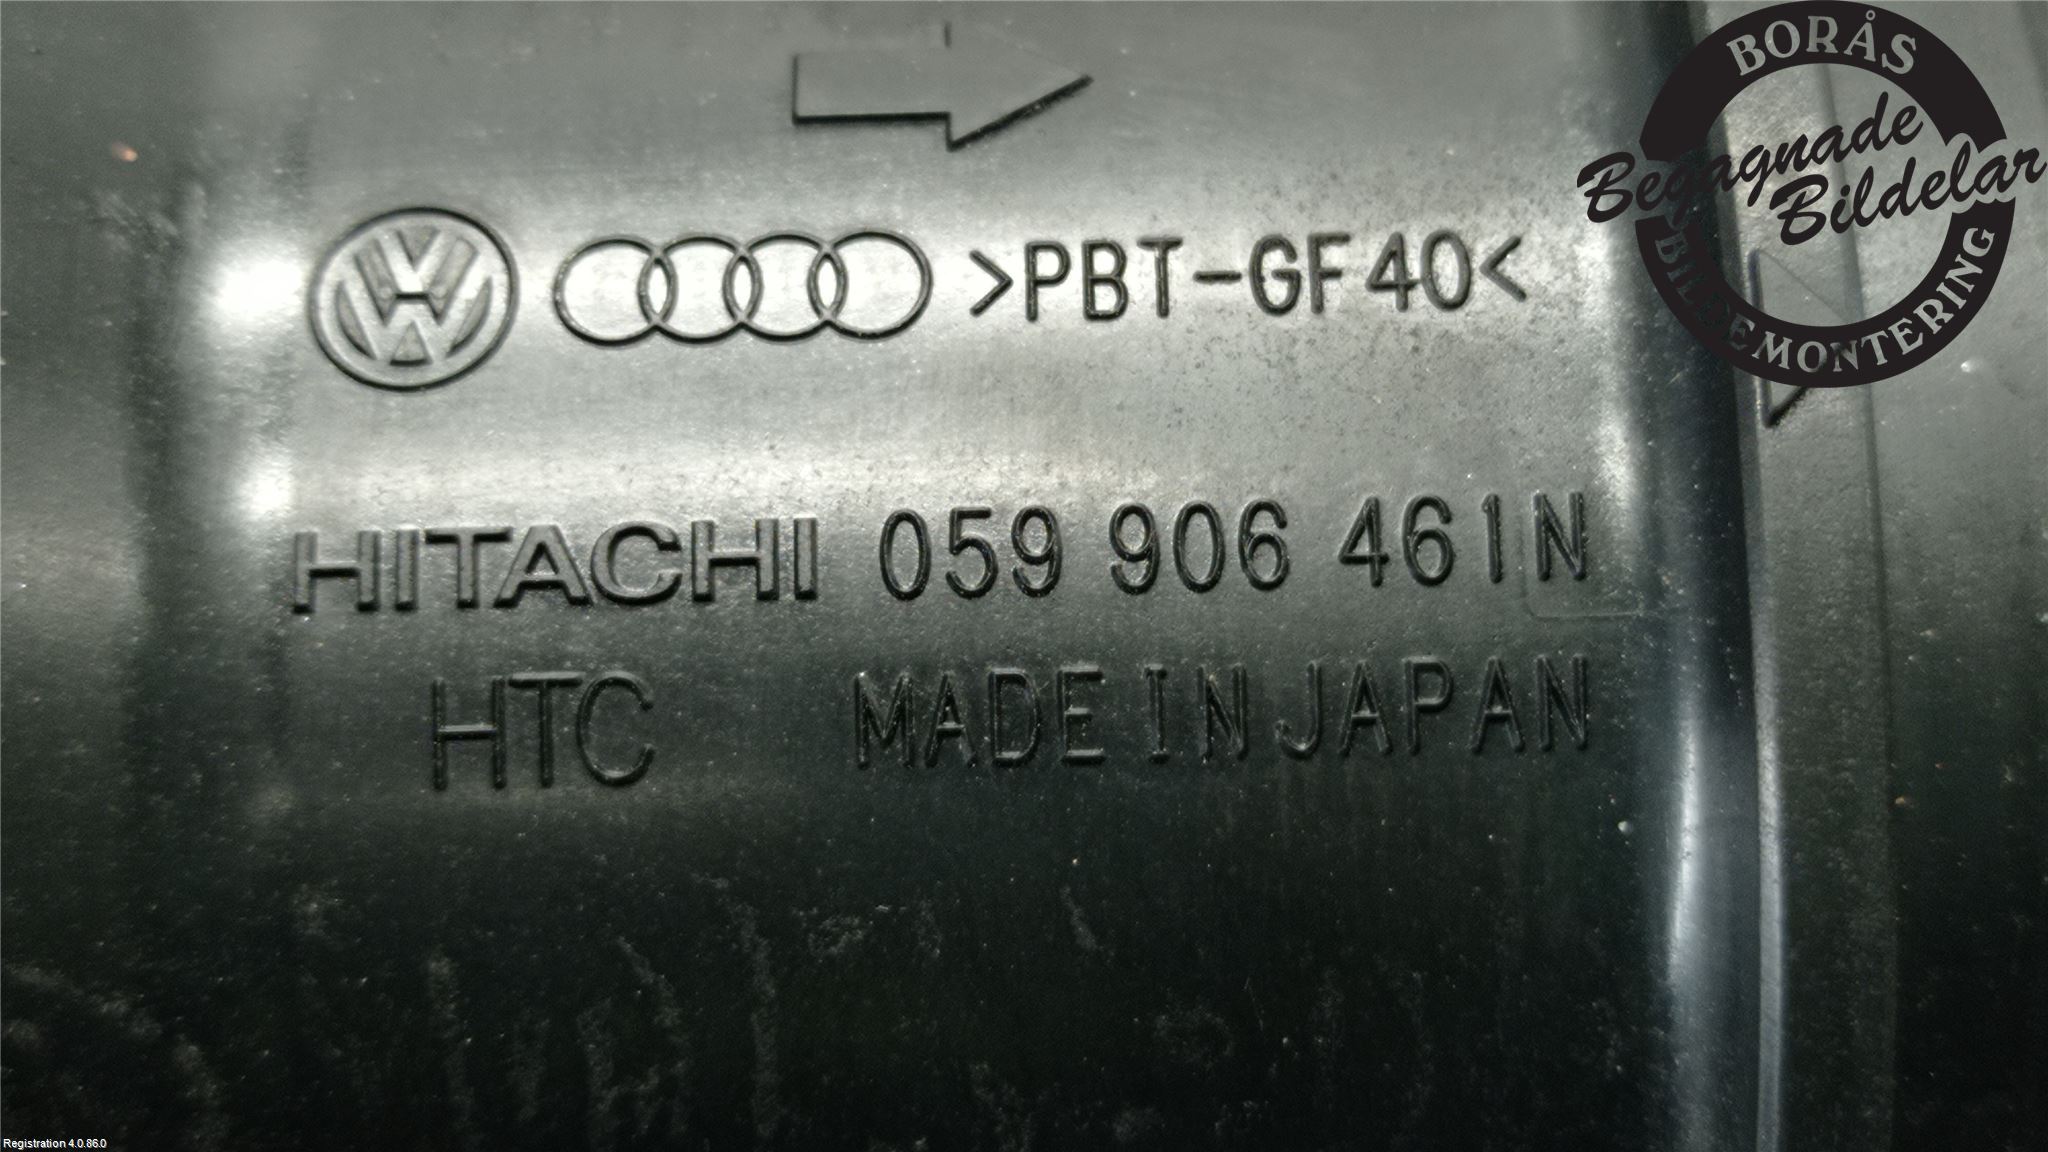 BORÅS
Begagnade
Bildelar
BILDEMONTERING
>PBT-GF40<
HITACHI 059 906 461N
HTC MADE IN JAPAN
Registration 4.0.86.0